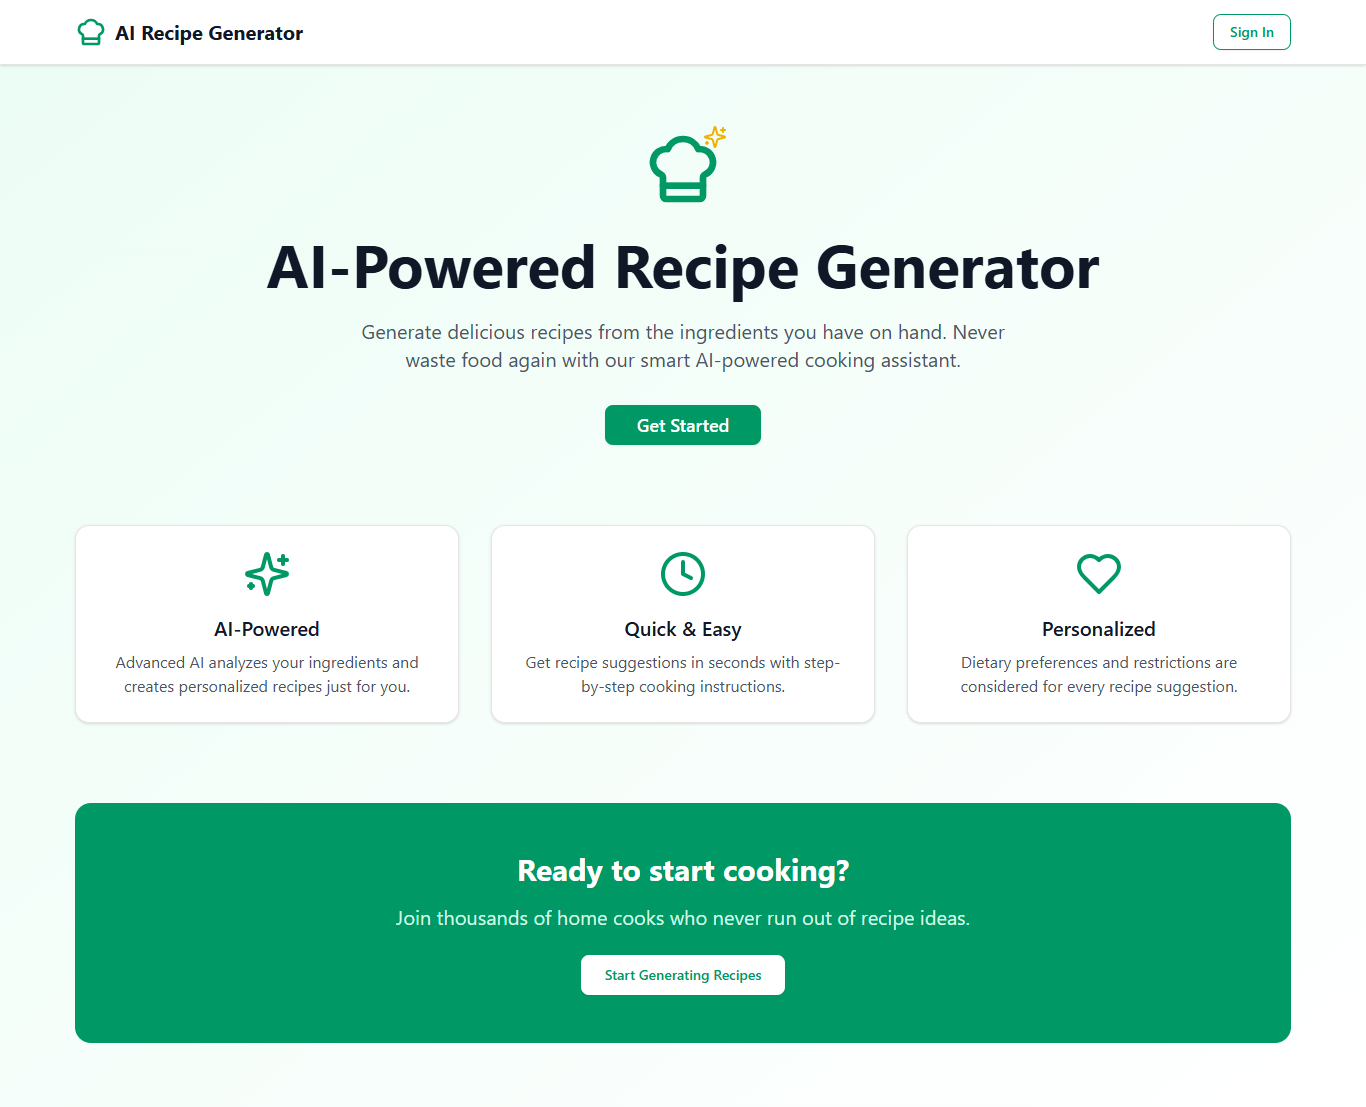 AI Recipe Generator
Sign In
AI-Powered Recipe Generator
Generate delicious recipes from the ingredients you have on hand. Never
waste food again with our smart AI-powered cooking assistant.
Get Started
AI-Powered
Advanced AI analyzes your ingredients and
creates personalized recipes just for you.
Quick & Easy
Get recipe suggestions in seconds with step-
by-step cooking instructions.
Personalized
Dietary preferences and restrictions are
considered for every recipe suggestion.
Ready to start cooking?
Join thousands of home cooks who never run out of recipe ideas.
Start Generating Recipes